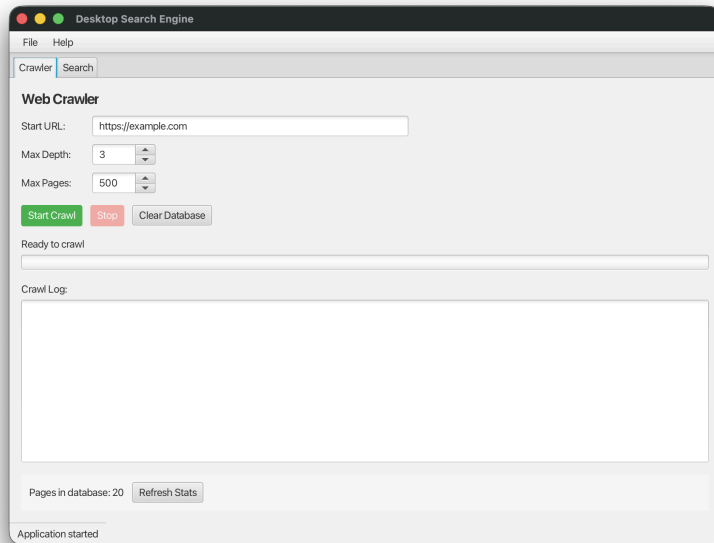 Desktop Search Engine
File Help
Crawler Search
Web Crawler
Start URL: https://example.com
Max Depth: 3
Max Pages: 500
Start Crawl Stop Clear Database
Ready to crawl
Crawl Log:
Pages in database: 20 Refresh Stats
Application started